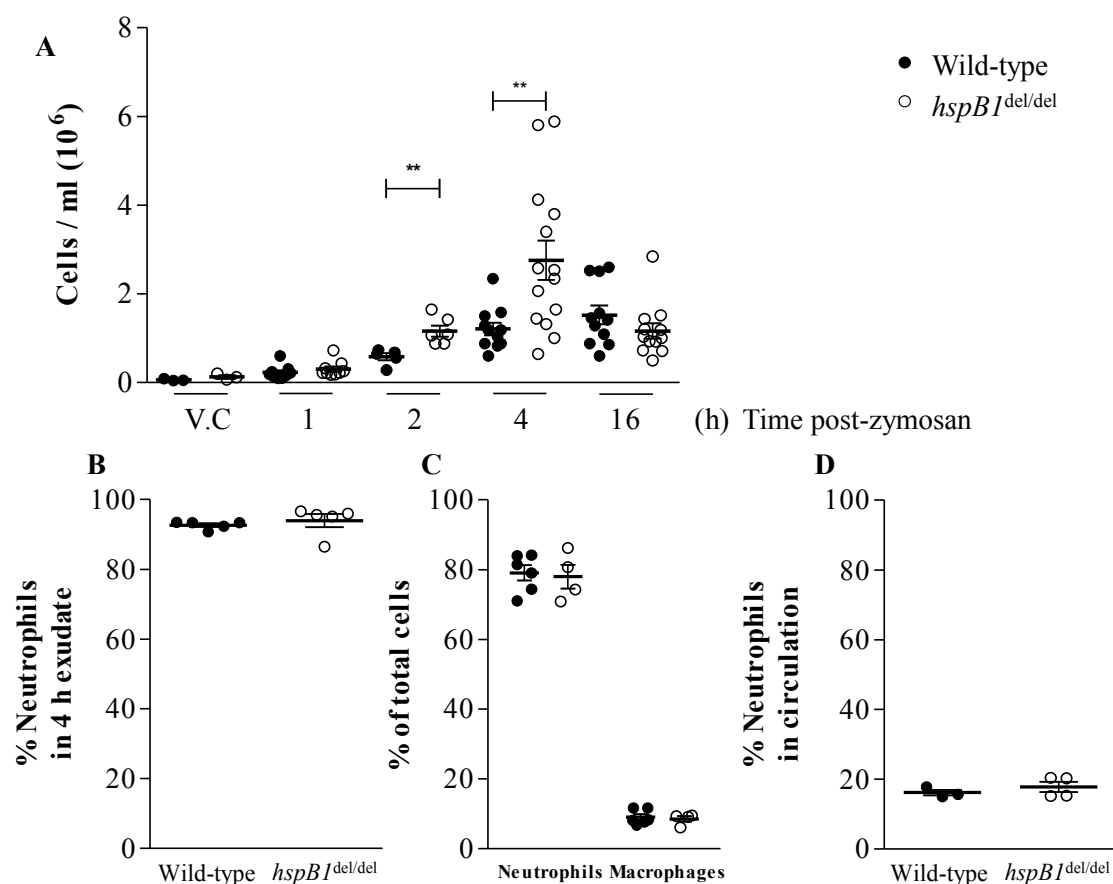 A
8
6
4
2
0
Cells / ml (10⁶)
**
**
Wild-type
hspB1del/del
V.C 1 2 4 16 (h) Time post-zymosan
B
100
80
60
40
20
0
% Neutrophils
in 4 h exudate
Wild-type hspB1del/del
C
100
80
60
40
20
0
% of total cells
Neutrophils Macrophages
D
100
80
60
40
20
0
% Neutrophils
in circulation
Wild-type hspB1del/del